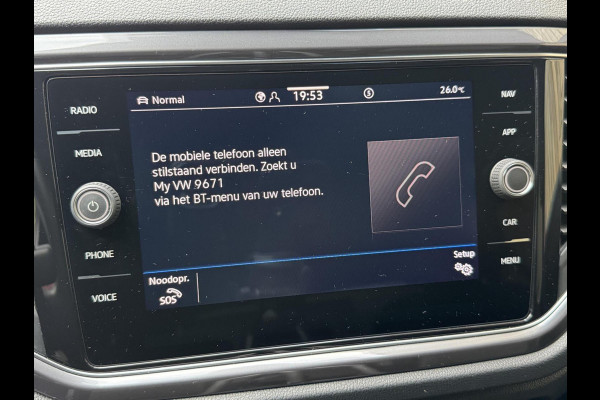 RADIO
MEDIA
PHONE
VOICE
Normal
19:53
26.0°C
De mobiele telefoon alleen
stilstaand verbinden. Zoekt u
My VW 9671
via het BT-menu van uw telefoon.
Noodopr.
SOS
Setup
NAV
APP
CAR
MENU